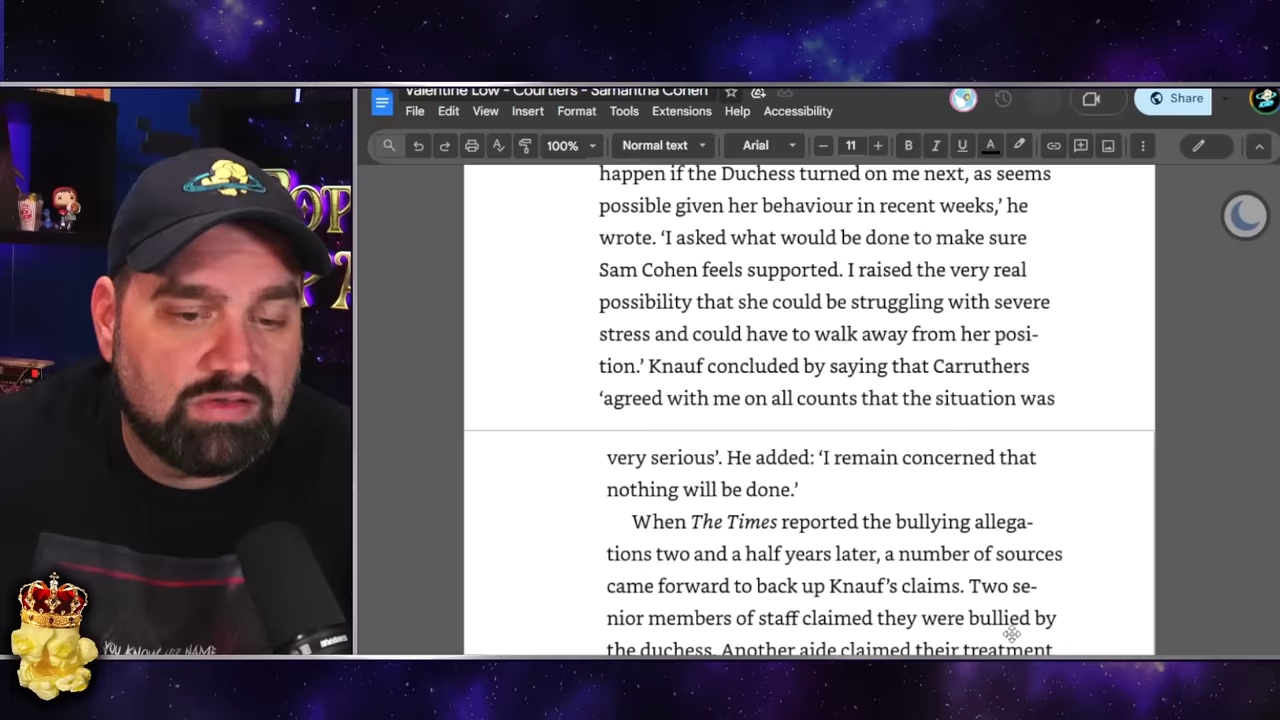 Valentine Low - Courtiers - Samantha Cohen
File Edit View Insert Format Tools Extensions Help Accessibility
Share
100% Normal text Arial 11
happen if the Duchess turned on me next, as seems
possible given her behaviour in recent weeks,’ he
wrote. ‘I asked what would be done to make sure
Sam Cohen feels supported. I raised the very real
possibility that she could be struggling with severe
stress and could have to walk away from her posi-
tion.’ Knauf concluded by saying that Carruthers
‘agreed with me on all counts that the situation was
very serious’. He added: ‘I remain concerned that
nothing will be done.’
When The Times reported the bullying allega-
tions two and a half years later, a number of sources
came forward to back up Knauf’s claims. Two se-
nior members of staff claimed they were bullied by
the duchess. Another aide claimed their treatment
YOU KNOW HER NAME